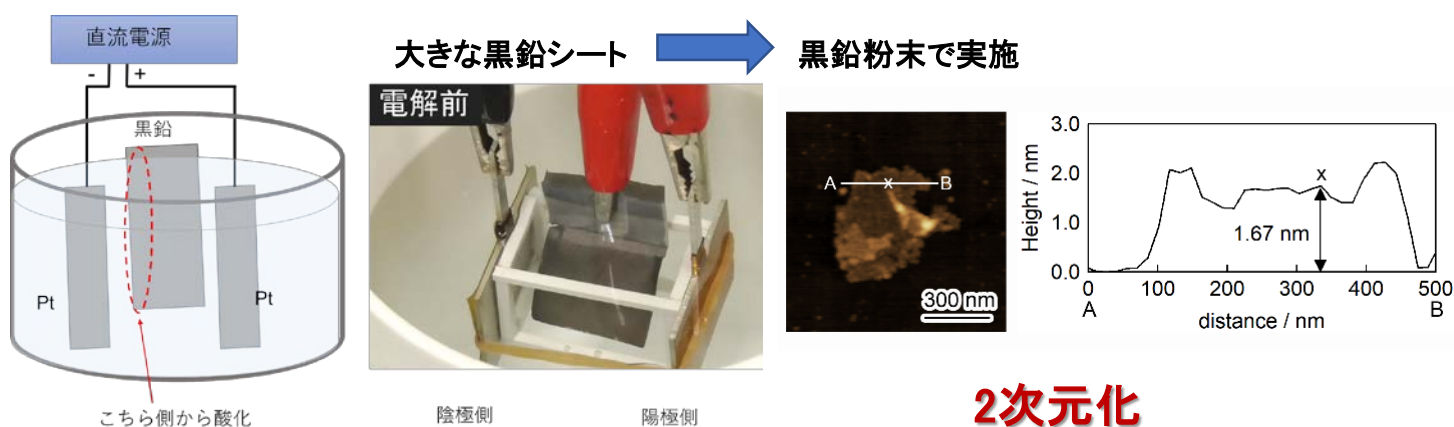 直流電源
- +
黒鉛
Pt
Pt
こちら側から酸化
大きな黒鉛シート
黒鉛粉末で実施
電解前
陰極側
陽極側
A
x
B
300 nm
Height / nm
3.0
2.0
1.0
0.0
x
1.67 nm
0 100 200 300 400 500
A B
distance / nm
2次元化